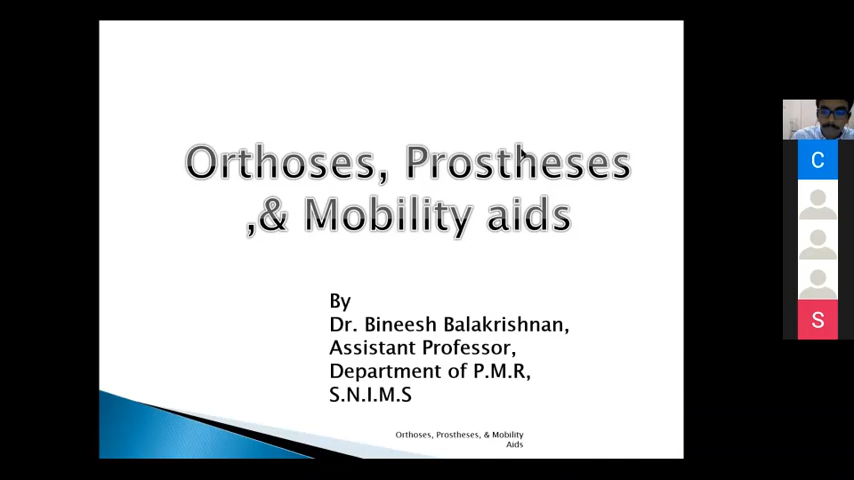 Orthoses, Prostheses
,& Mobility aids
By
Dr. Bineesh Balakrishnan,
Assistant Professor,
Department of P.M.R,
S.N.I.M.S
Orthoses, Prostheses, & Mobility
Aids
C
S